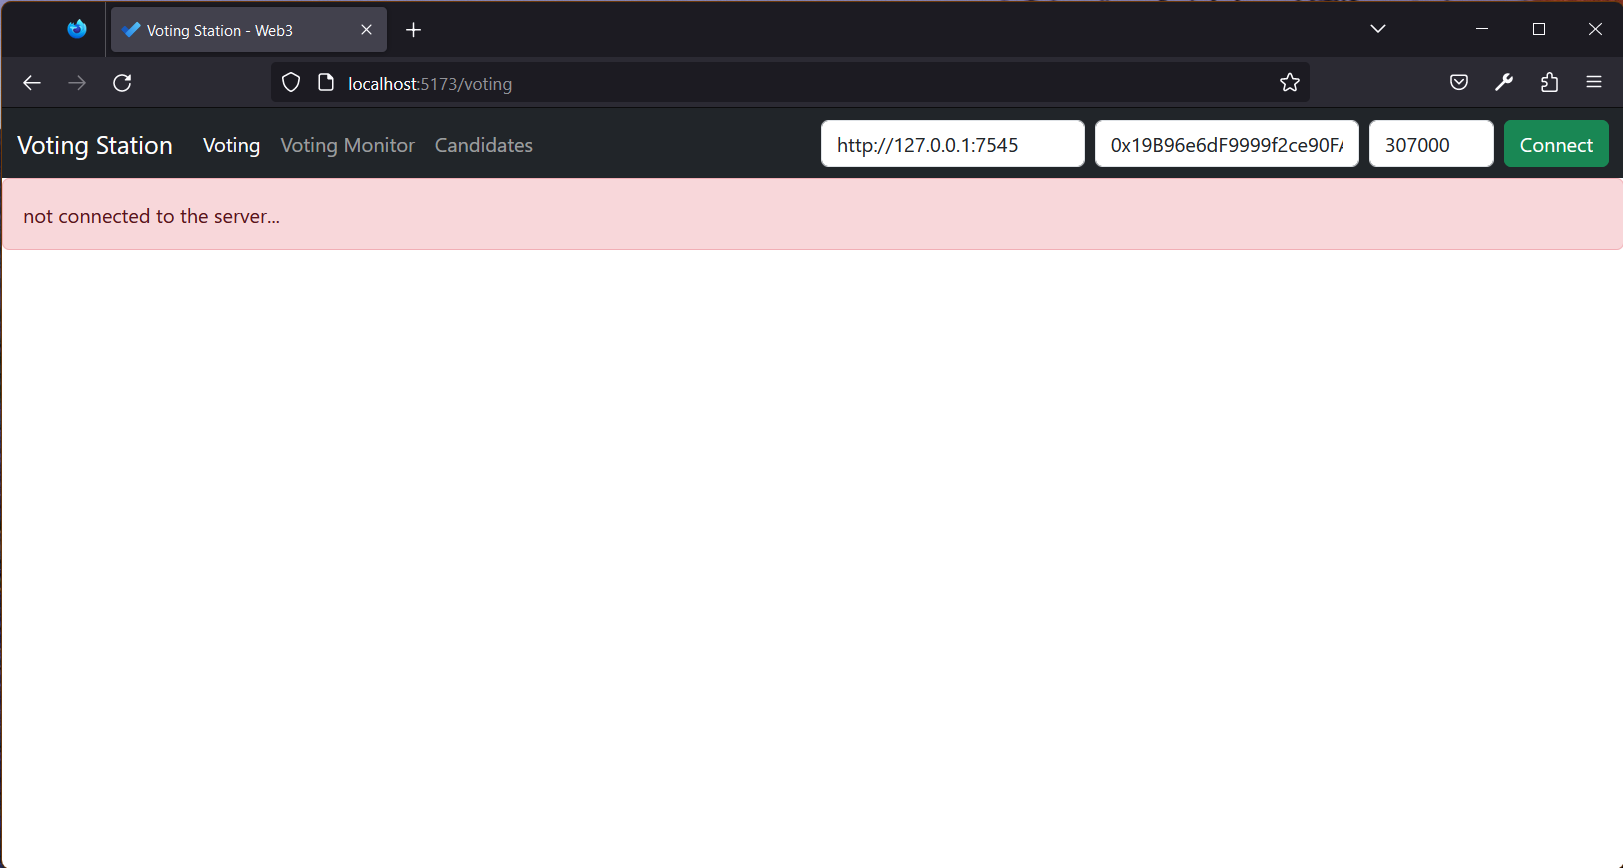 Voting Station - Web3
localhost:5173/voting
Voting Station Voting Voting Monitor Candidates http://127.0.0.1:7545 0x19B96e6dF9999f2ce90F 307000 Connect
not connected to the server...